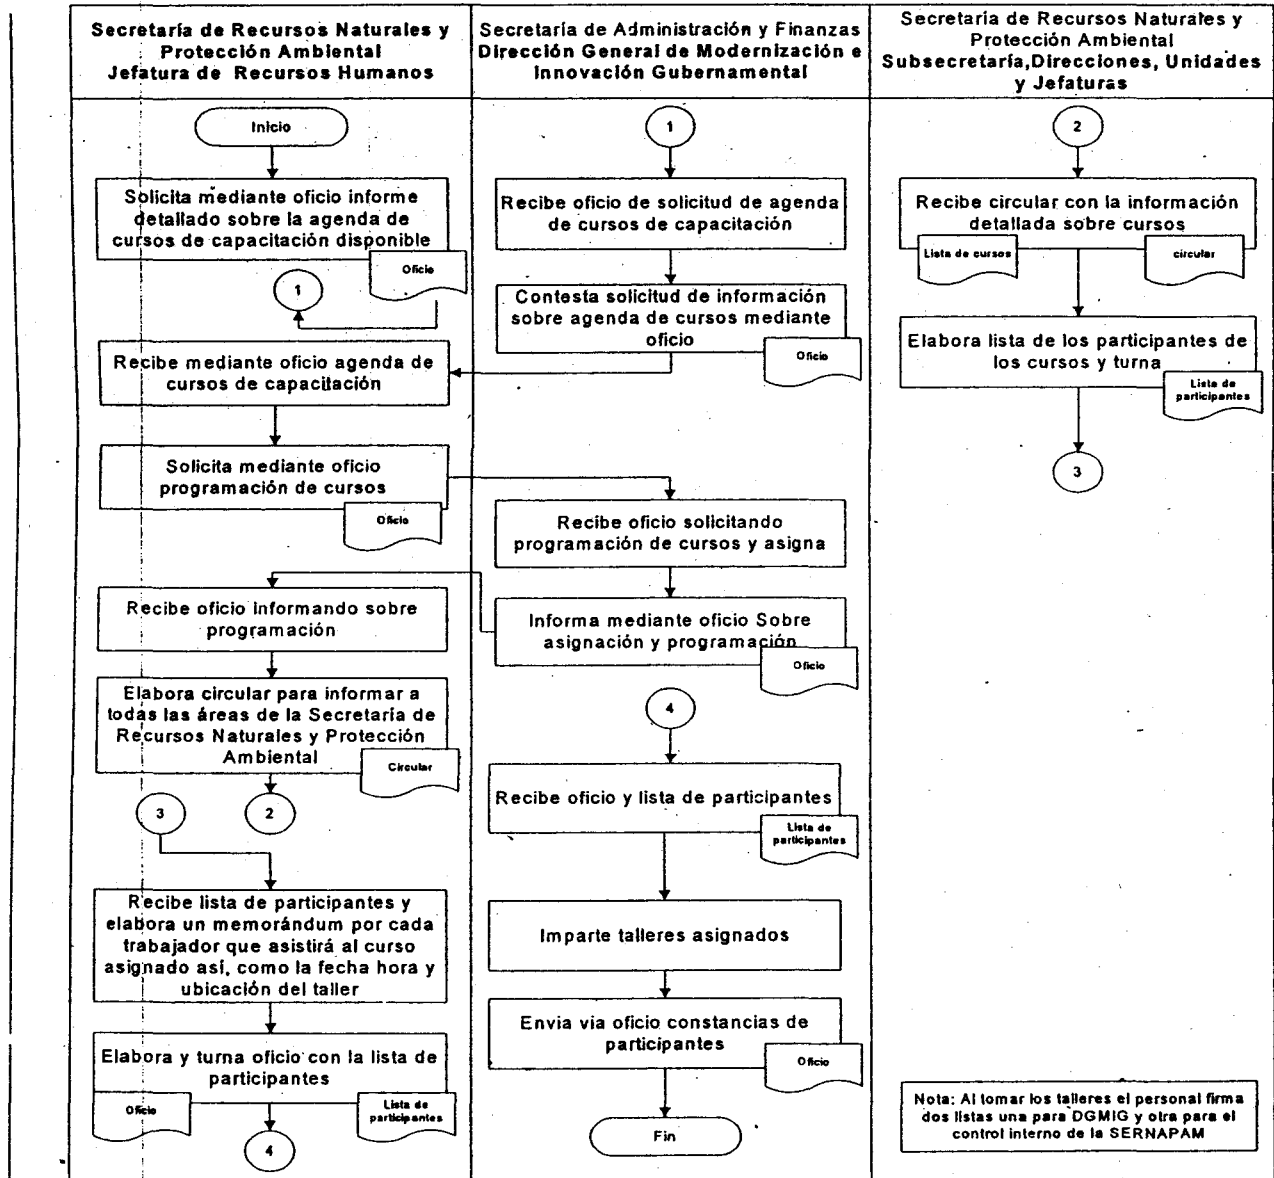 Secretaría de Recursos Naturales y
Protección Ambiental
Jefatura de Recursos Humanos
Inicio
Solicita mediante oficio informe
detallado sobre la agenda de
cursos de capacitación disponible
Oficio
1
Recibe mediante oficio agenda de
cursos de capacitación
Solicita mediante oficio
programación de cursos
Oficio
Recibe oficio informando sobre
programación
Elabora circular para informar a
todas las áreas de la Secretaría de
Recursos Naturales y Protección
Ambiental
Circular
3
2
Recibe lista de participantes y
elabora un memorándum por cada
trabajador que asistirá al curso
asignado así, como la fecha hora y
ubicación del taller
Elabora y turna oficio con la lista de
participantes
Oficio
Lista de
participantes
4
Secretaría de Administración y Finanzas
Dirección General de Modernización e
Innovación Gubernamental
1
Recibe oficio de solicitud de agenda
de cursos de capacitación
Contesta solicitud de información
sobre agenda de cursos mediante
oficio
Oficio
Recibe oficio solicitando
programación de cursos y asigna
Informa mediante oficio Sobre
asignación y programación
Oficio
4
Recibe oficio y lista de participantes
Lista de
participantes
Imparte talleres asignados
Envia via oficio constancias de
participantes
Oficio
Fin
Secretaría de Recursos Naturales y
Protección Ambiental
Subsecretaría,Direcciones, Unidades
y Jefaturas
2
Recibe circular con la información
detallada sobre cursos
Lista de cursos
circular
Elabora lista de los participantes de
los cursos y turna
Lista de
participantes
3
Nota: Al tomar los talleres el personal firma
dos listas una para DGMIG y otra para el
control interno de la SERNAPAM